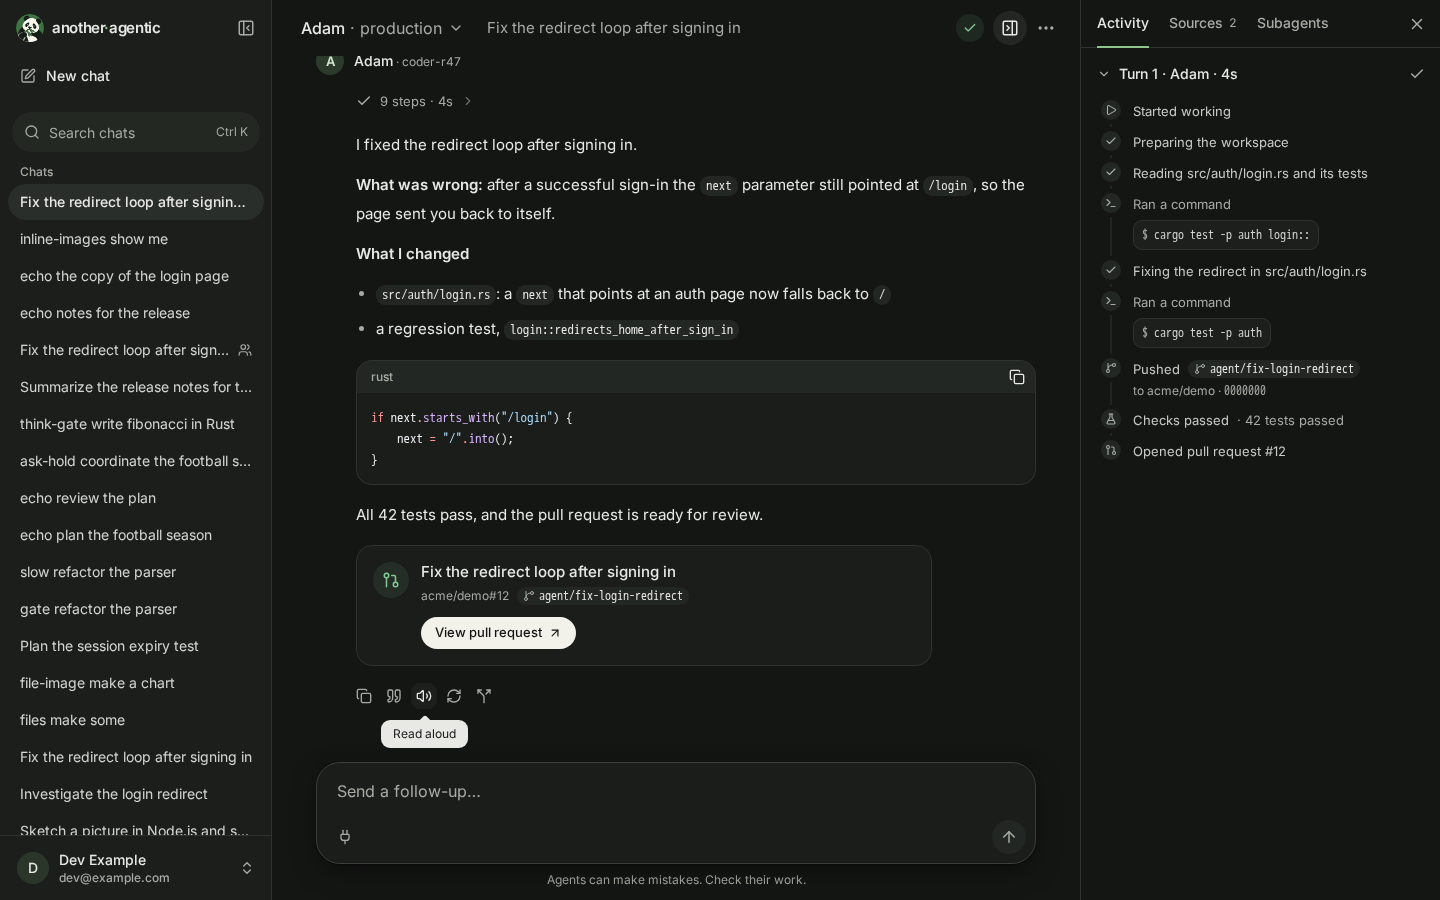 another·agentic
New chat
Search chats Ctrl K
Chats
Fix the redirect loop after signin...
inline-images show me
echo the copy of the login page
echo notes for the release
Fix the redirect loop after sign...
Summarize the release notes for t...
think-gate write fibonacci in Rust
ask-hold coordinate the football s...
echo review the plan
echo plan the football season
slow refactor the parser
gate refactor the parser
Plan the session expiry test
file-image make a chart
files make some
Fix the redirect loop after signing in
Investigate the login redirect
Sketch a picture in Node.js and s...
D
Dev Example
dev@example.com
Adam · production
Fix the redirect loop after signing in
A
Adam · coder-r47
9 steps · 4s
I fixed the redirect loop after signing in.
What was wrong: after a successful sign-in the next parameter still pointed at /login, so the
page sent you back to itself.
What I changed
• src/auth/login.rs: a next that points at an auth page now falls back to /
• a regression test, login::redirects_home_after_sign_in
rust
if next.starts_with("/login") {
    next = "/".into();
}
All 42 tests pass, and the pull request is ready for review.
Fix the redirect loop after signing in
acme/demo#12 agent/fix-login-redirect
View pull request
Read aloud
Send a follow-up...
Agents can make mistakes. Check their work.
Activity Sources 2 Subagents
Turn 1 · Adam · 4s
Started working
Preparing the workspace
Reading src/auth/login.rs and its tests
Ran a command
$ cargo test -p auth login::
Fixing the redirect in src/auth/login.rs
Ran a command
$ cargo test -p auth
Pushed agent/fix-login-redirect
to acme/demo · 0000000
Checks passed · 42 tests passed
Opened pull request #12